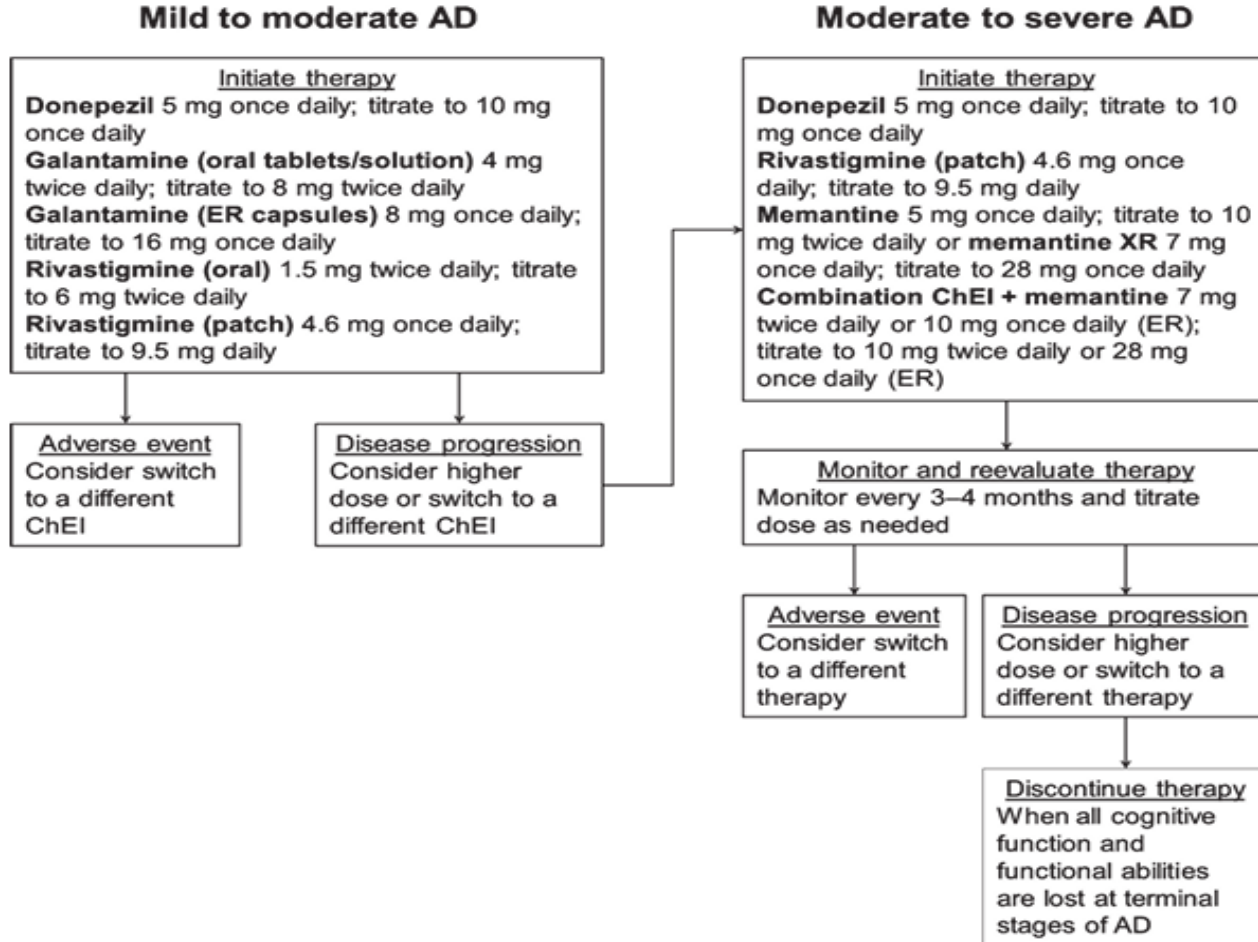 Mild to moderate AD
Initiate therapy
Donepezil 5 mg once daily; titrate to 10 mg
once daily
Galantamine (oral tablets/solution) 4 mg
twice daily; titrate to 8 mg twice daily
Galantamine (ER capsules) 8 mg once daily;
titrate to 16 mg once daily
Rivastigmine (oral) 1.5 mg twice daily; titrate
to 6 mg twice daily
Rivastigmine (patch) 4.6 mg once daily;
titrate to 9.5 mg daily
Adverse event
Consider switch
to a different
ChEI
Disease progression
Consider higher
dose or switch to a
different ChEI
Moderate to severe AD
Initiate therapy
Donepezil 5 mg once daily; titrate to 10
mg once daily
Rivastigmine (patch) 4.6 mg once
daily; titrate to 9.5 mg daily
Memantine 5 mg once daily; titrate to 10
mg twice daily or memantine XR 7 mg
once daily; titrate to 28 mg once daily
Combination ChEI + memantine 7 mg
twice daily or 10 mg once daily (ER);
titrate to 10 mg twice daily or 28 mg
once daily (ER)
Monitor and reevaluate therapy
Monitor every 3–4 months and titrate
dose as needed
Adverse event
Consider switch
to a different
therapy
Disease progression
Consider higher
dose or switch to a
different therapy
Discontinue therapy
When all cognitive
function and
functional abilities
are lost at terminal
stages of AD